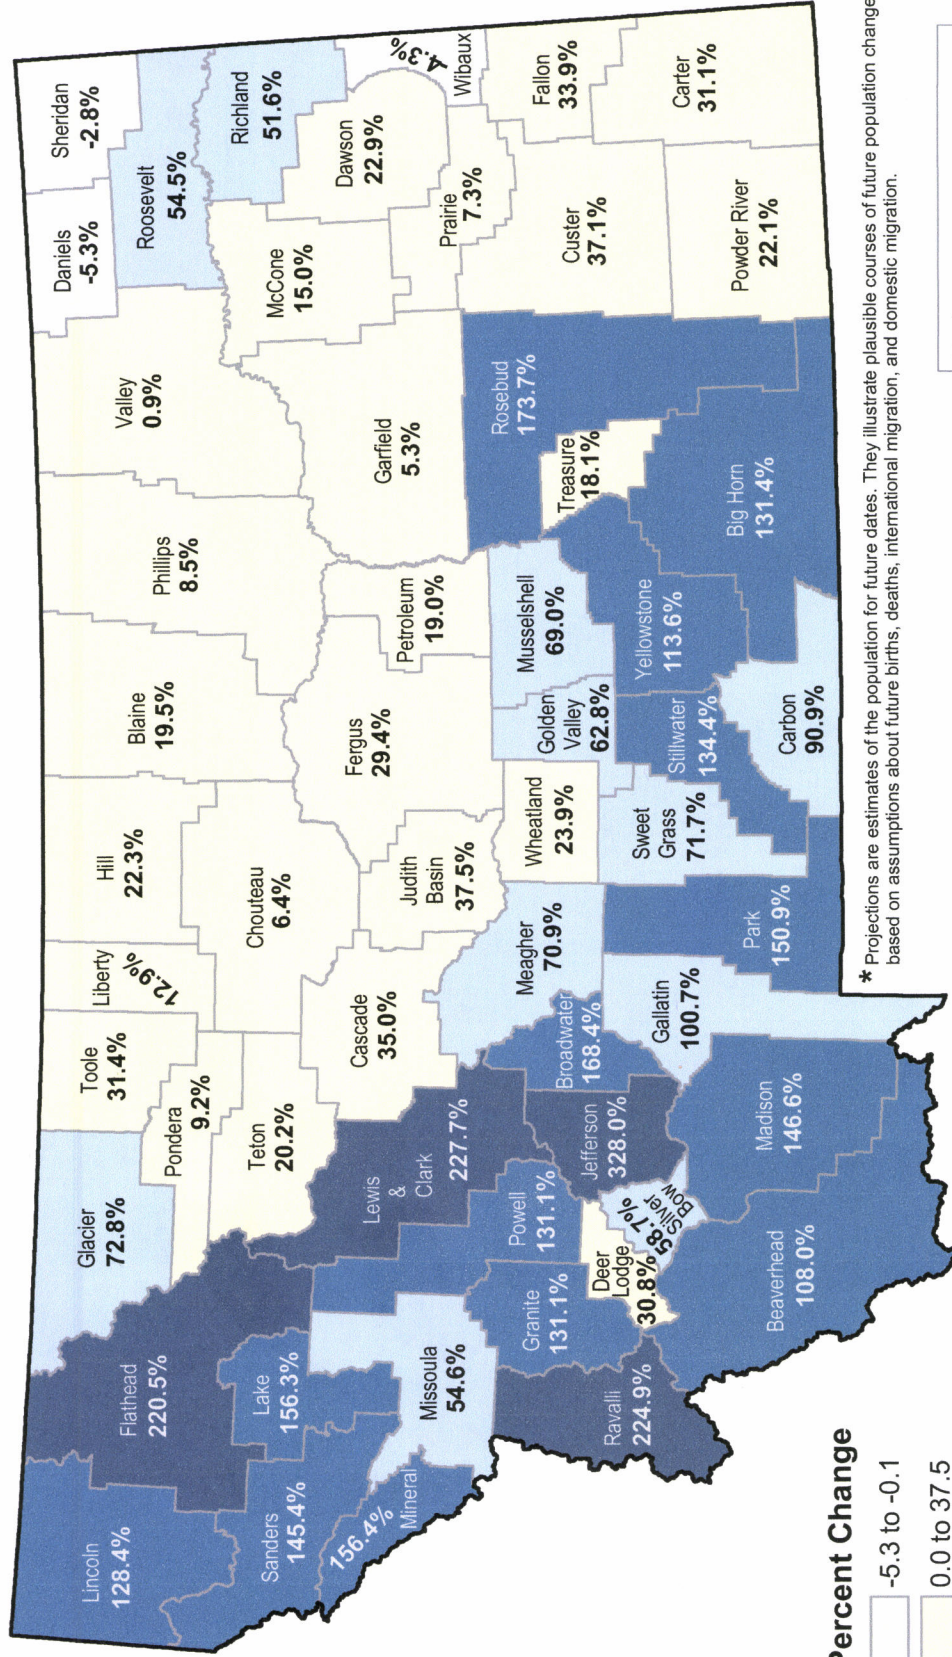 Lincoln
128.4%
Flathead
220.5%
Glacier
72.8%
Toole
31.4%
Liberty
12.9%
Hill
22.3%
Blaine
19.5%
Phillips
8.5%
Valley
0.9%
Daniels
-5.3%
Sheridan
-2.8%
Roosevelt
54.5%
Richland
51.6%
Pondera
9.2%
Teton
20.2%
Chouteau
6.4%
Sanders
145.4%
Lake
156.3%
Mineral
156.4%
Missoula
54.6%
Lewis
&
Clark
227.7%
Cascade
35.0%
Judith
Basin
37.5%
Fergus
29.4%
Petroleum
19.0%
Garfield
5.3%
McCone
15.0%
Dawson
22.9%
4.3%
Wibaux
Prairie
7.3%
Powell
131.1%
Granite
131.1%
Ravalli
224.9%
Deer
Lodge
30.8%
Silver
Bow
58.7%
Jefferson
328.0%
Broadwater
168.4%
Meagher
70.9%
Wheatland
23.9%
Golden
Valley
62.8%
Musselshell
69.0%
Rosebud
173.7%
Treasure
18.1%
Custer
37.1%
Fallon
33.9%
Carter
31.1%
Powder River
22.1%
Beaverhead
108.0%
Madison
146.6%
Gallatin
100.7%
Park
150.9%
Sweet
Grass
71.7%
Stillwater
134.4%
Yellowstone
113.6%
Carbon
90.9%
Big Horn
131.4%
* Projections are estimates of the population for future dates. They illustrate plausible courses of future population change
based on assumptions about future births, deaths, international migration, and domestic migration.
Percent Change
-5.3 to -0.1
0.0 to 37.5